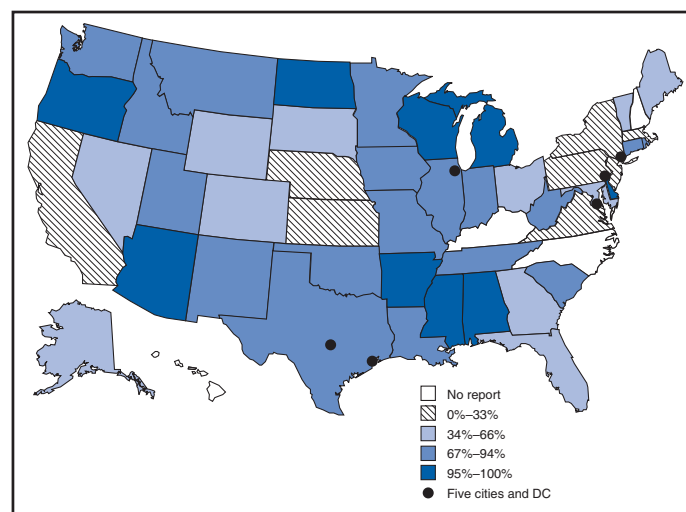 No report
0%–33%
34%–66%
67%–94%
95%–100%
Five cities and DC